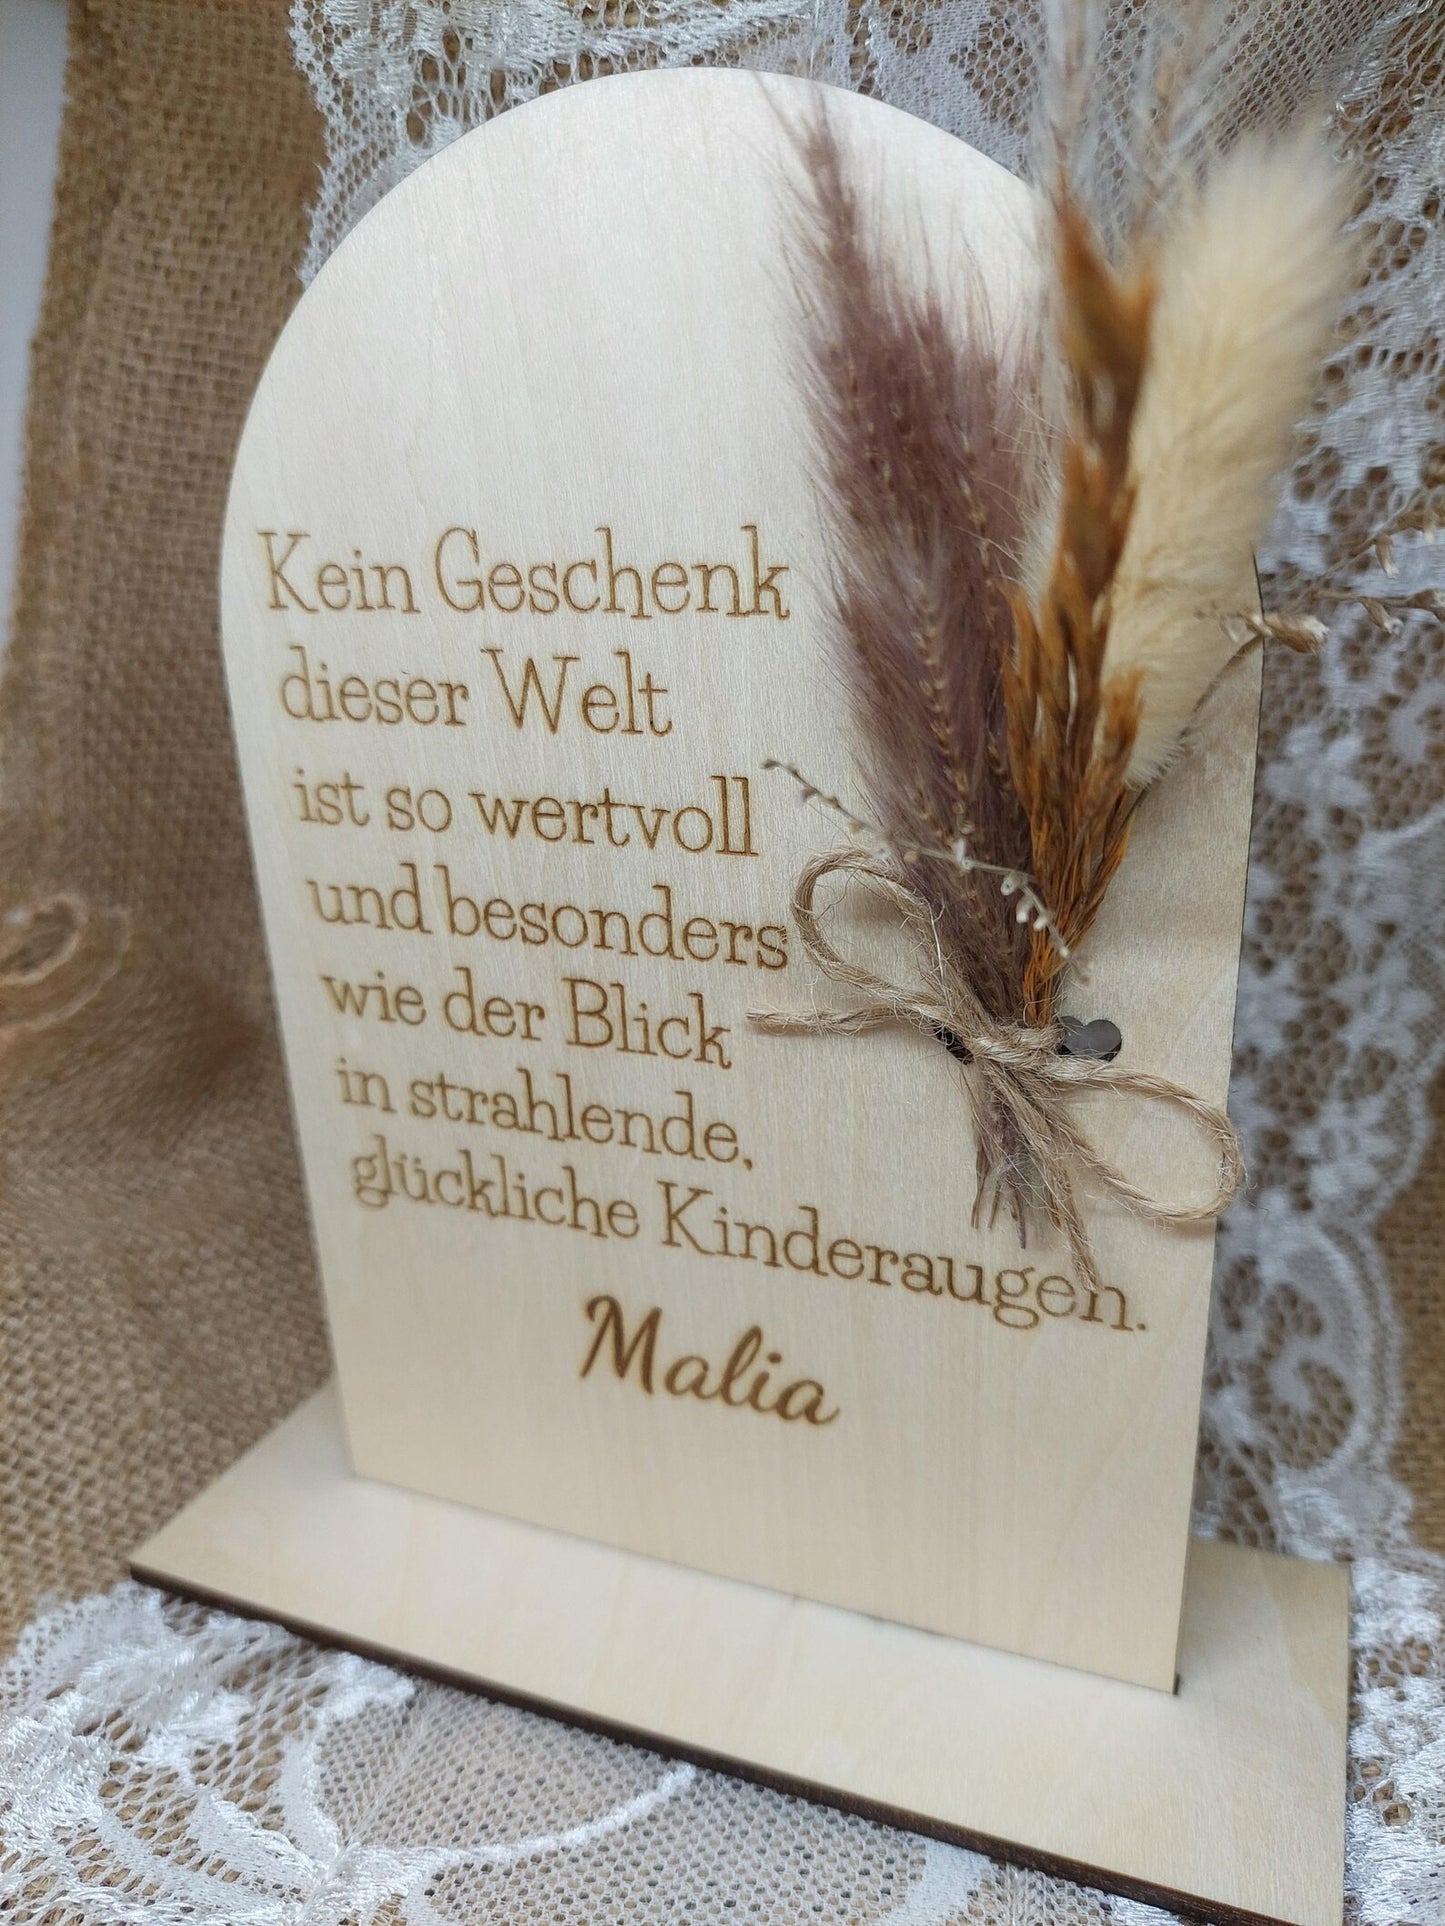 Kein Geschenk
dieser Welt
ist so wertvoll
und besonders
wie der Blick
in strahlende,
glückliche Kinderaugen.
Malia